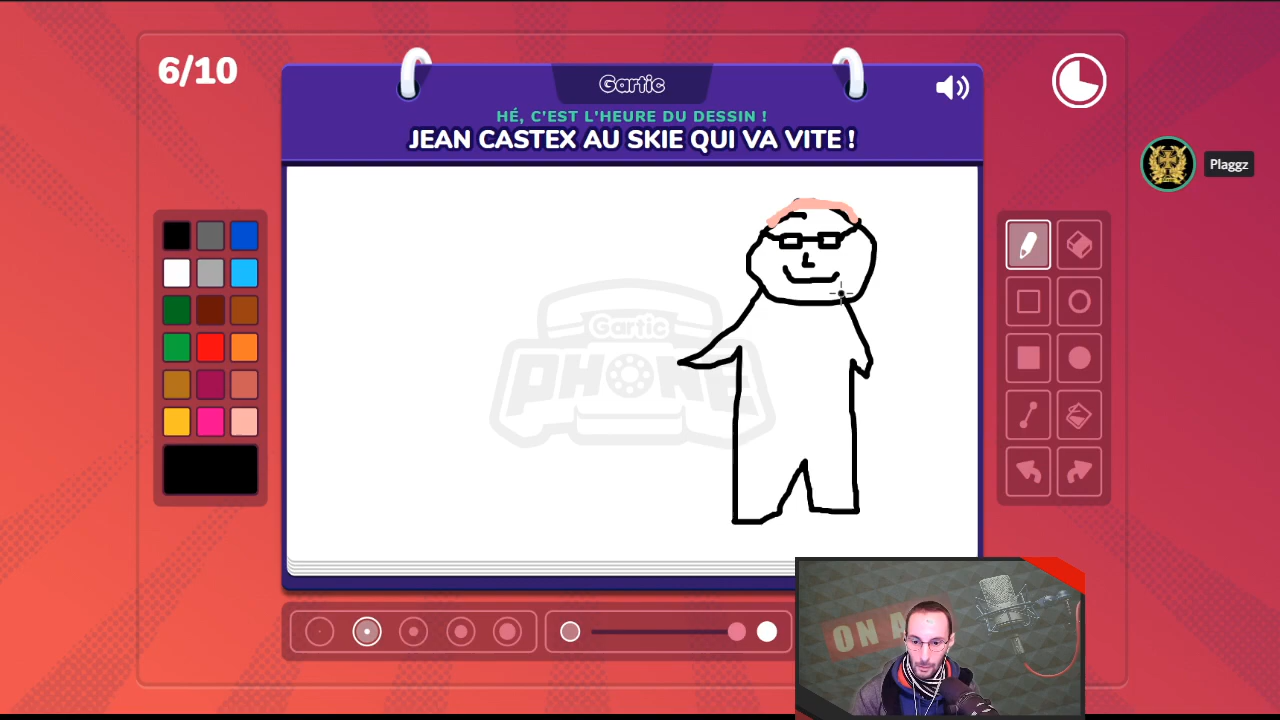 6/10
Gartic
HÉ, C'EST L'HEURE DU DESSIN !
JEAN CASTEX AU SKIE QUI VA VITE !
Plaggz
Gartic
PHONE
ON A